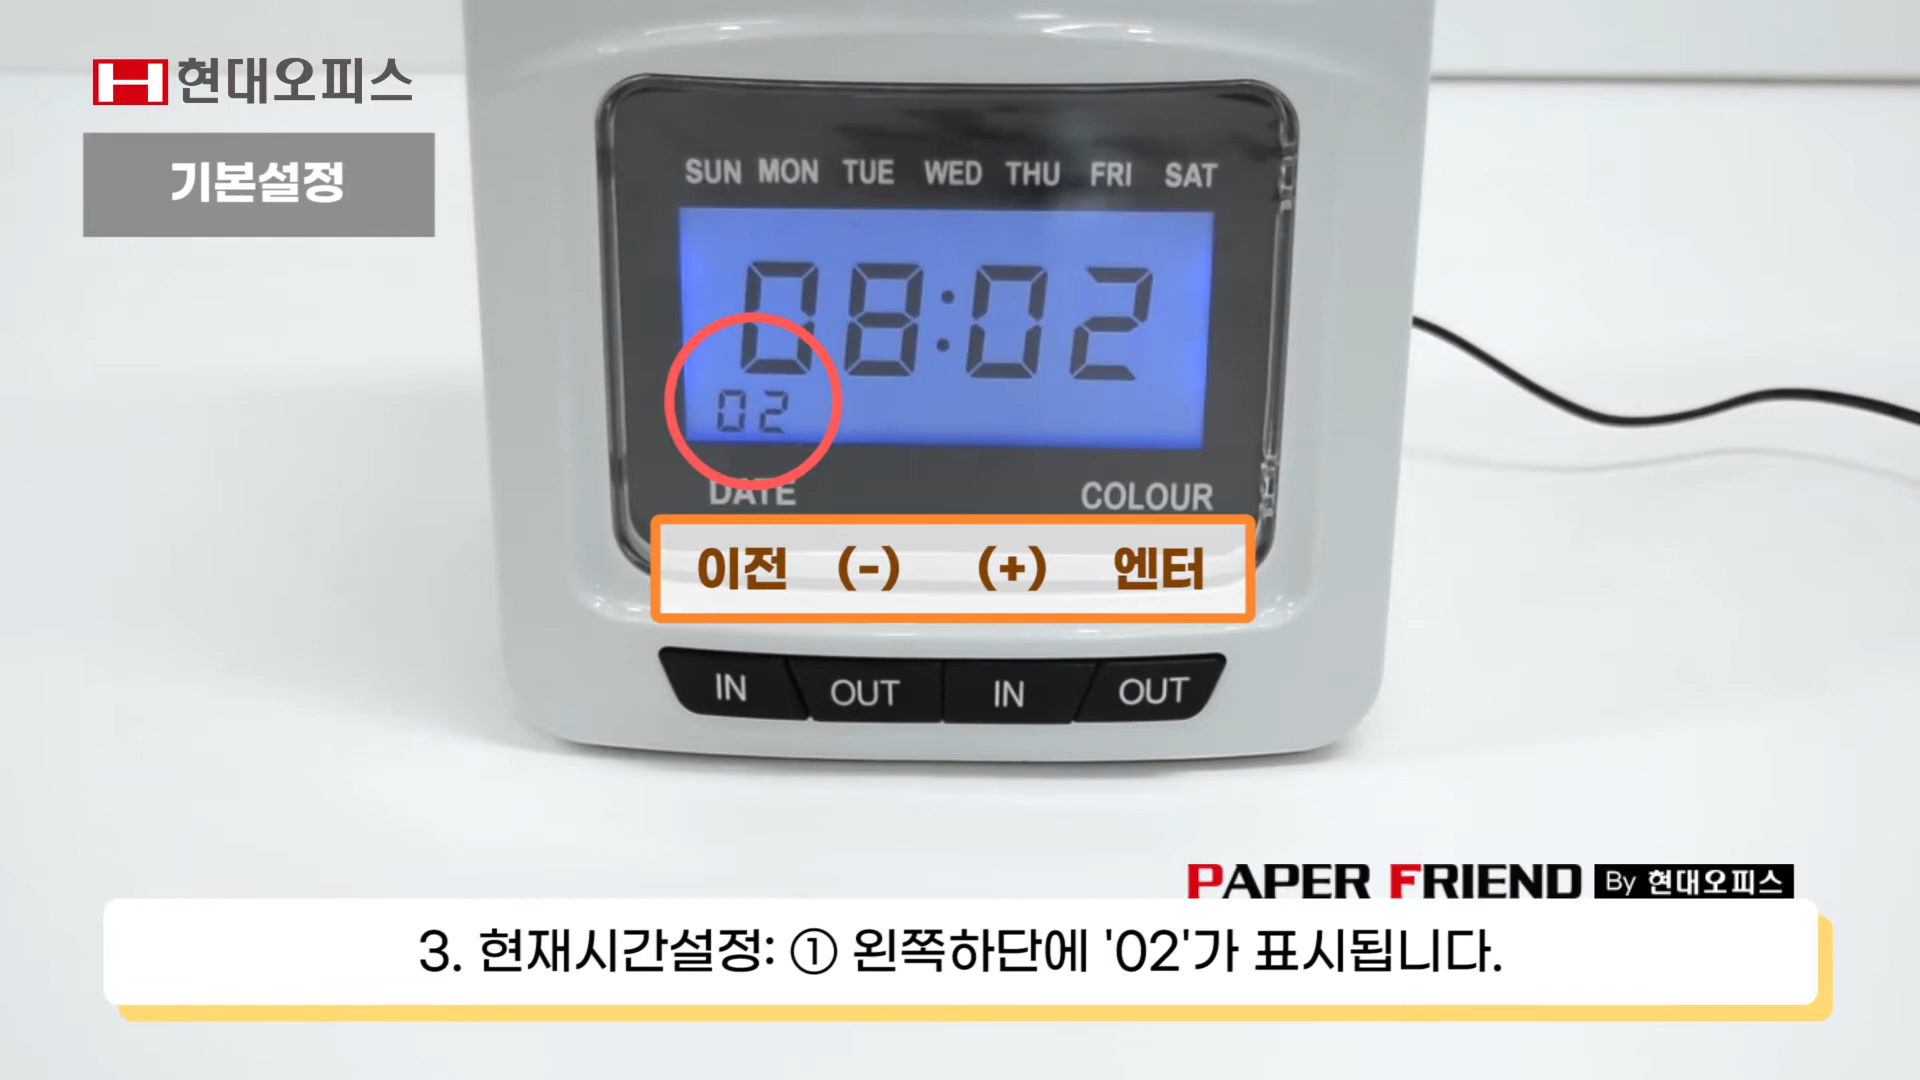 현대오피스
기본설정
SUN MON TUE WED THU FRI SAT
08:02
02
DATE COLOUR
이전 (-) (+) 엔터
IN OUT IN OUT
PAPER FRIEND By 현대오피스
3. 현재시간설정: ① 왼쪽하단에 '02'가 표시됩니다.